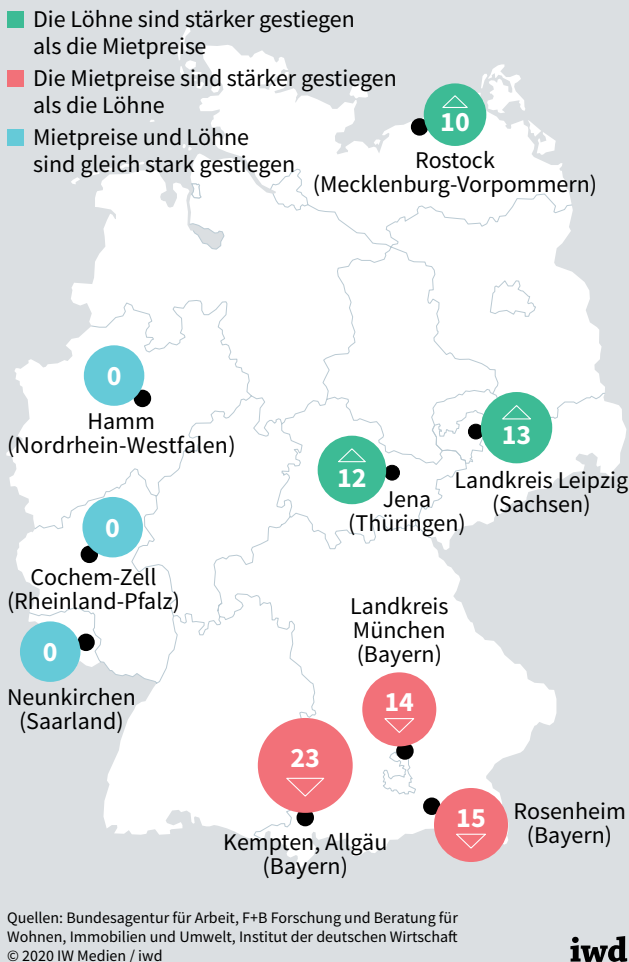 Die Löhne sind stärker gestiegen
als die Mietpreise
Die Mietpreise sind stärker gestiegen
als die Löhne
Mietpreise und Löhne
sind gleich stark gestiegen
10
Rostock
(Mecklenburg-Vorpommern)
0
Hamm
(Nordrhein-Westfalen)
13
Landkreis Leipzig
(Sachsen)
12
Jena
(Thüringen)
0
Cochem-Zell
(Rheinland-Pfalz)
0
Neunkirchen
(Saarland)
Landkreis
München
(Bayern)
14
23
Kempten, Allgäu
(Bayern)
15
Rosenheim
(Bayern)
Quellen: Bundesagentur für Arbeit, F+B Forschung und Beratung für
Wohnen, Immobilien und Umwelt, Institut der deutschen Wirtschaft
© 2020 IW Medien / iwd
iwd